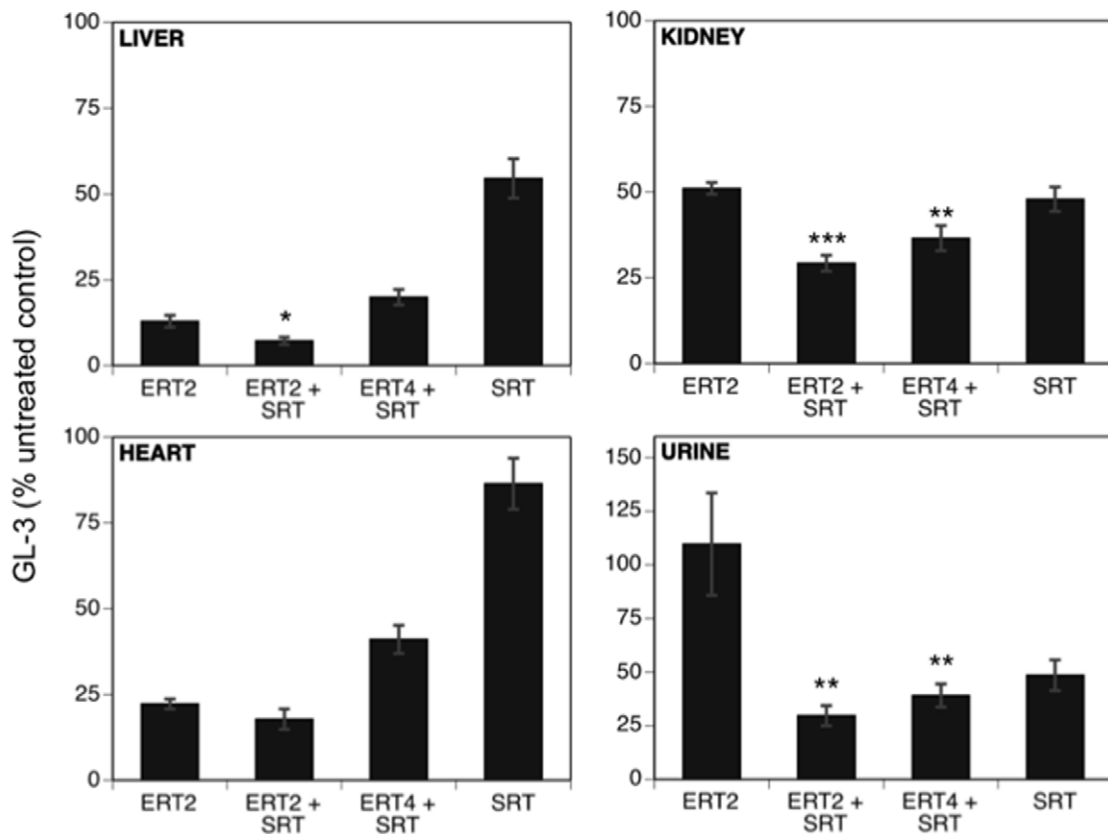 GL-3 (% untreated control)
LIVER
100
75
50
25
0
*
ERT2
ERT2 +
SRT
ERT4 +
SRT
SRT
KIDNEY
100
75
50
25
0
***
**
ERT2
ERT2 +
SRT
ERT4 +
SRT
SRT
HEART
100
75
50
25
0
ERT2
ERT2 +
SRT
ERT4 +
SRT
SRT
URINE
150
125
100
75
50
25
0
**
**
ERT2
ERT2 +
SRT
ERT4 +
SRT
SRT